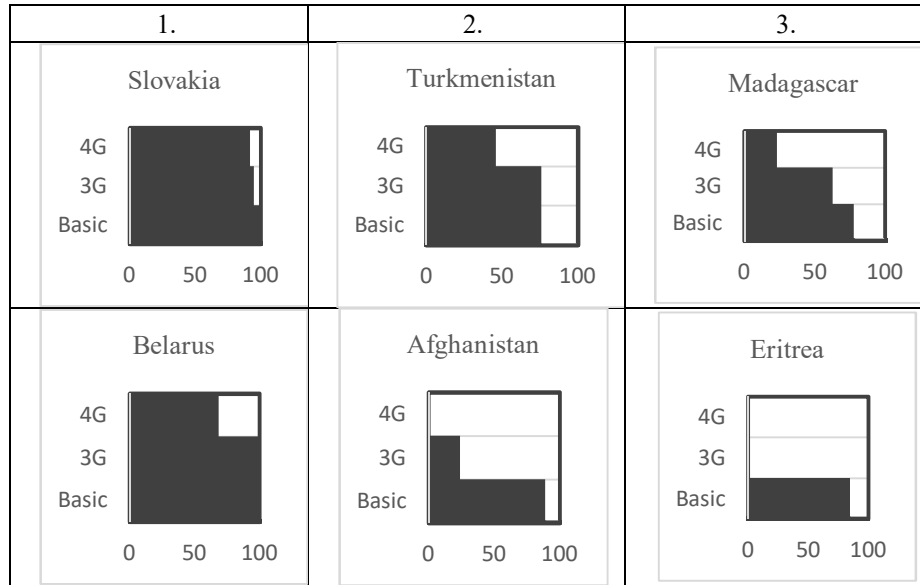 1. 2. 3.
Slovakia
4G
3G
Basic
0 50 100
Turkmenistan
4G
3G
Basic
0 50 100
Madagascar
4G
3G
Basic
0 50 100
Belarus
4G
3G
Basic
0 50 100
Afghanistan
4G
3G
Basic
0 50 100
Eritrea
4G
3G
Basic
0 50 100